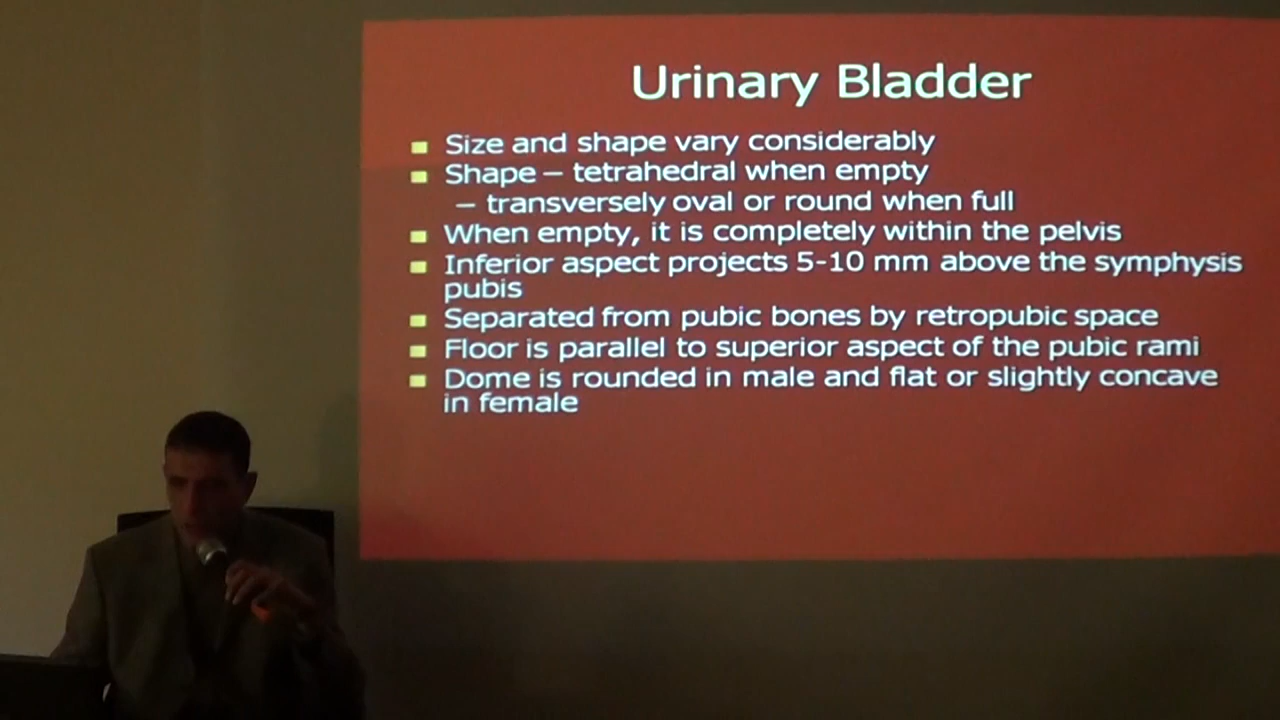 Urinary Bladder
Size and shape vary considerably
Shape – tetrahedral when empty
– transversely oval or round when full
When empty, it is completely within the pelvis
Inferior aspect projects 5-10 mm above the symphysis
pubis
Separated from pubic bones by retropubic space
Floor is parallel to superior aspect of the pubic rami
Dome is rounded in male and flat or slightly concave
in female